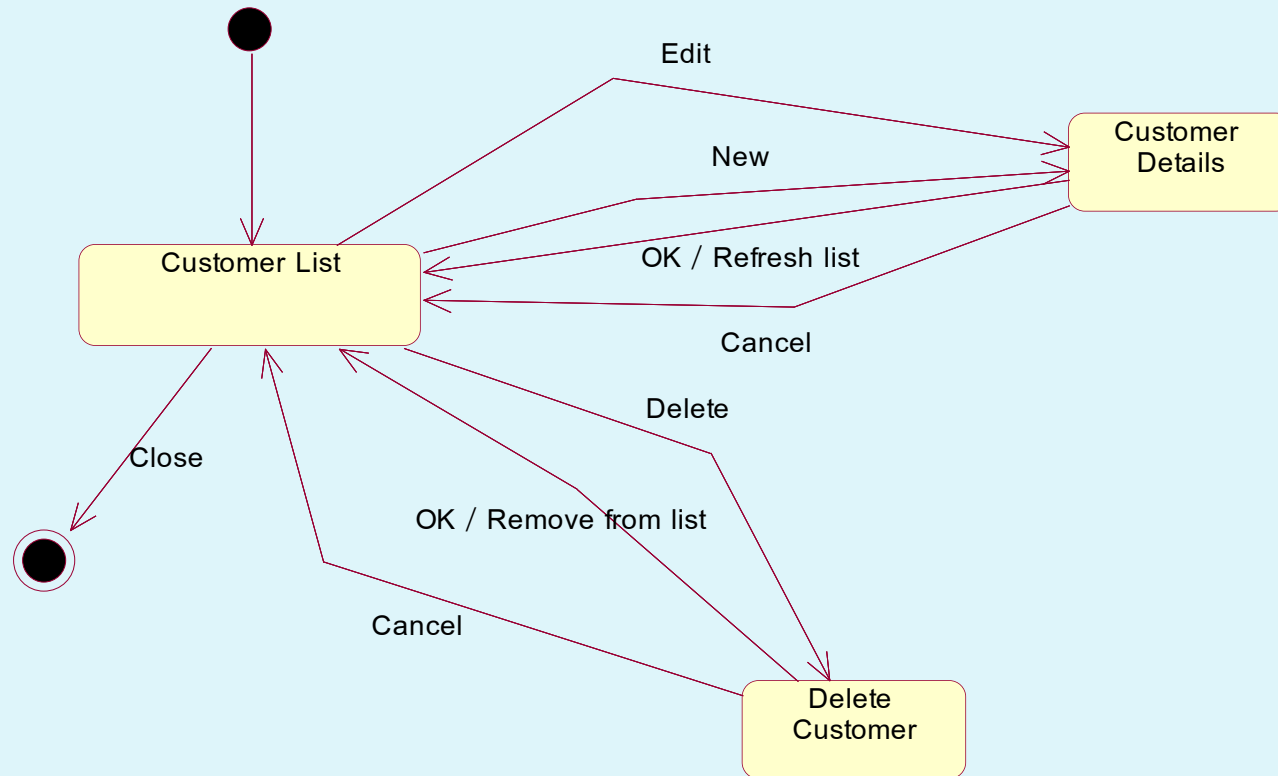 Edit
Customer
Details
New
OK / Refresh list
Customer List
Cancel
Delete
Close
OK / Remove from list
Cancel
Delete
Customer